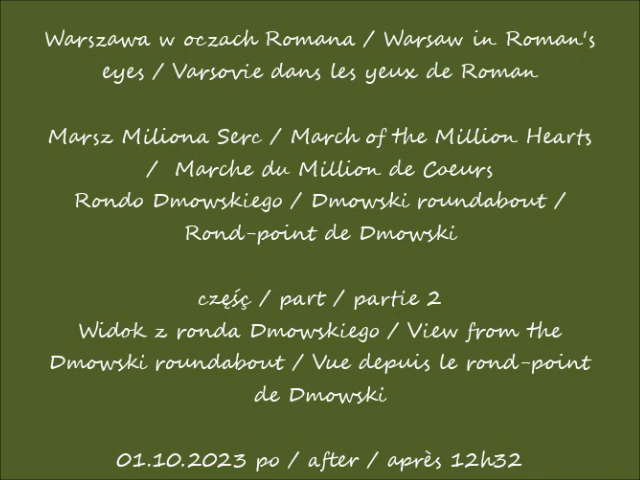 Warszawa w oczach Romana / Warsaw in Roman's
eyes / Varsovie dans les yeux de Roman
Marsz Miliona Serc / March of the Million Hearts
/ Marche du Million de Coeurs
Rondo Dmowskiego / Dmowski roundabout /
Rond-point de Dmowski
częśç / part / partie 2
Widok z ronda Dmowskiego / View from the
Dmowski roundabout / Vue depuis le rond-point
de Dmowski
01.10.2023 po / after / après 12h32